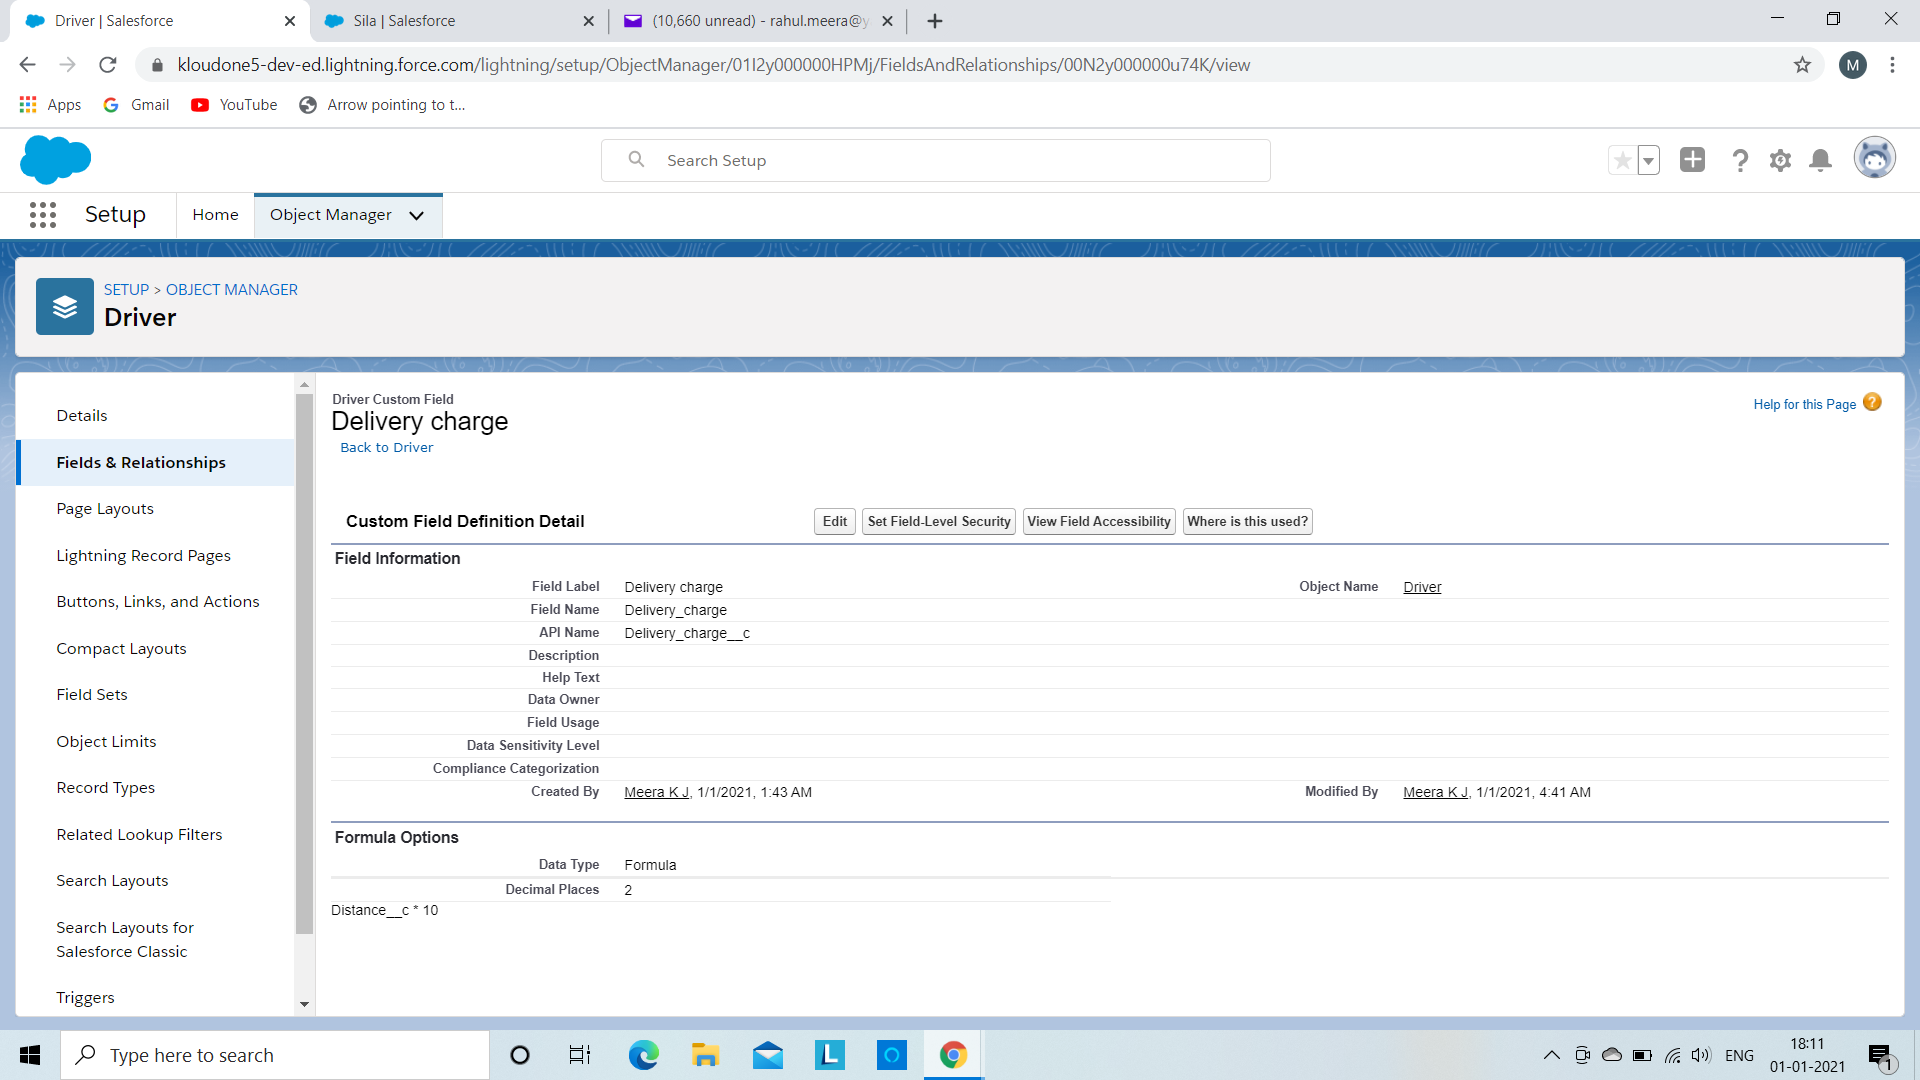 Driver | Salesforce
Sila | Salesforce
(10,660 unread) - rahul.meera@y
kloudone5-dev-ed.lightning.force.com/lightning/setup/ObjectManager/01I2y000000HPMj/FieldsAndRelationships/00N2y000000u74K/view
M
Apps
Gmail
YouTube
Arrow pointing to t...
Search Setup
Setup
Home
Object Manager
SETUP > OBJECT MANAGER
Driver
Details
Fields & Relationships
Page Layouts
Lightning Record Pages
Buttons, Links, and Actions
Compact Layouts
Field Sets
Object Limits
Record Types
Related Lookup Filters
Search Layouts
Search Layouts for
Salesforce Classic
Triggers
Driver Custom Field
Delivery charge
Back to Driver
Help for this Page ?
Custom Field Definition Detail
Edit Set Field-Level Security View Field Accessibility Where is this used?
Field Information
Field Label Delivery charge Object Name Driver
Field Name Delivery_charge
API Name Delivery_charge__c
Description
Help Text
Data Owner
Field Usage
Data Sensitivity Level
Compliance Categorization
Created By Meera K J, 1/1/2021, 1:43 AM Modified By Meera K J, 1/1/2021, 4:41 AM
Formula Options
Data Type Formula
Decimal Places 2
Distance__c * 10
Type here to search
L
ENG
18:11
01-01-2021
1